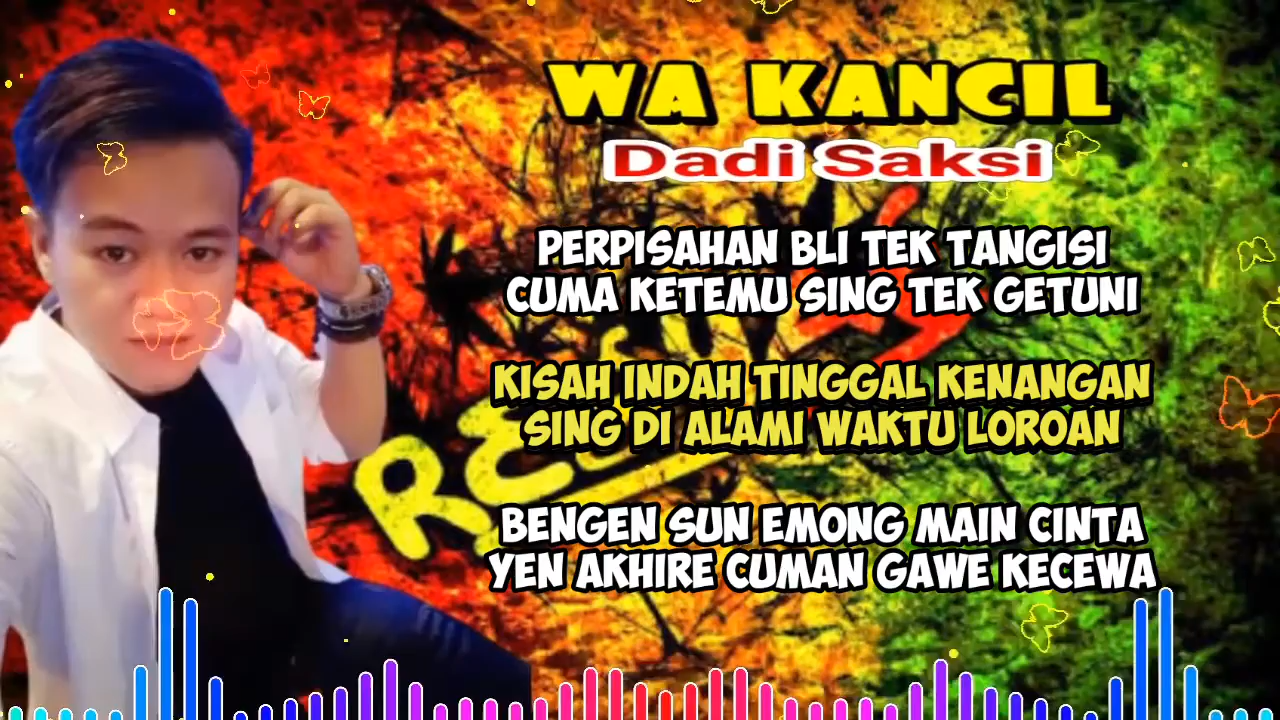 WA KANCIL
Dadi Saksi
PERPISAHAN BLI TEK TANGISI
CUMA KETEMU SING TEK GETUNI
KISAH INDAH TINGGAL KENANGAN
SING DI ALAMI WAKTU LOROAN
BENGEN SUN EMONG MAIN CINTA
YEN AKHIRE CUMAN GAWE KECEWA